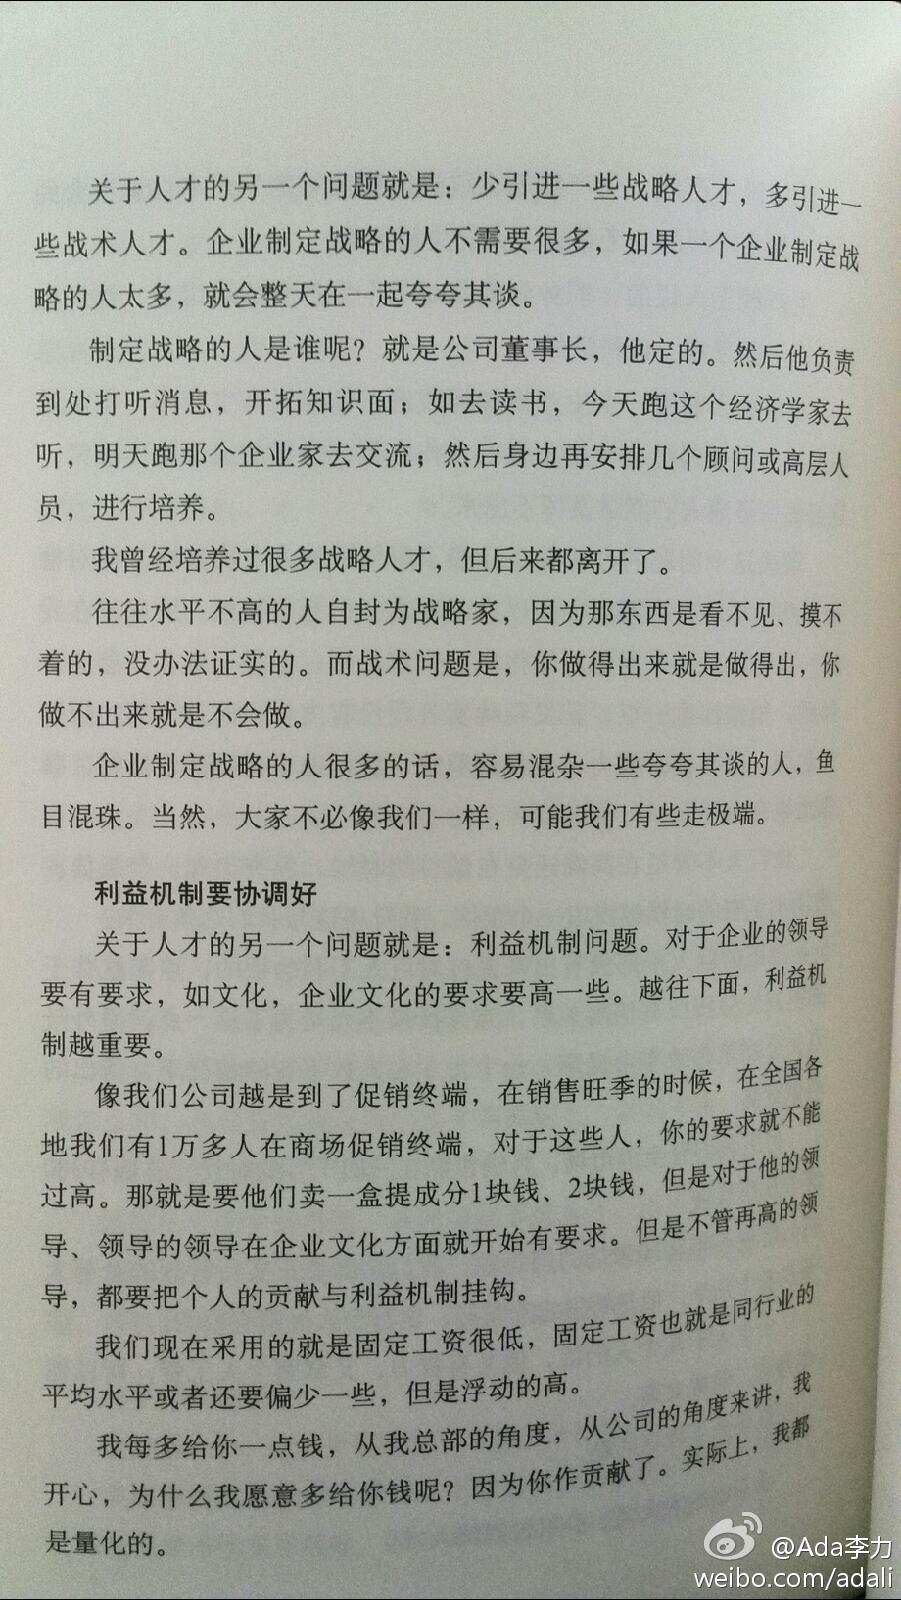 关于人才的另一个问题就是：少引进一些战略人才，多引进一
些战术人才。企业制定战略的人不需要很多，如果一个企业制定战
略的人太多，就会整天在一起夸夸其谈。
制定战略的人是谁呢？就是公司董事长，他定的。然后他负责
到处打听消息，开拓知识面；如去读书，今天跑这个经济学家去
听，明天跑那个企业家去交流；然后身边再安排几个顾问或高层人
员，进行培养。
我曾经培养过很多战略人才，但后来都离开了。
往往水平不高的人自封为战略家，因为那东西是看不见、摸不
着的，没办法证实的。而战术问题是，你做得出来就是做得出，你
做不出来就是不会做。
企业制定战略的人很多的话，容易混杂一些夸夸其谈的人，鱼
目混珠。当然，大家不必像我们一样，可能我们有些走极端。
利益机制要协调好
关于人才的另一个问题就是：利益机制问题。对于企业的领导
要有要求，如文化，企业文化的要求要高一些。越往下面，利益机
制越重要。
像我们公司越是到了促销终端，在销售旺季的时候，在全国各
地我们有1万多人在商场促销终端，对于这些人，你的要求就不能
过高。那就是要他们卖一盒提成分1块钱、2块钱，但是对于他的领
导、领导的领导在企业文化方面就开始有要求。但是不管再高的领
导，都要把个人的贡献与利益机制挂钩。
我们现在采用的就是固定工资很低，固定工资也就是同行业的
平均水平或者还要偏少一些，但是浮动的高。
我每多给你一点钱，从我总部的角度，从公司的角度来讲，我
开心，为什么我愿意多给你钱呢？因为你作贡献了。实际上，我都
是量化的。
@Ada李力
weibo.com/adali